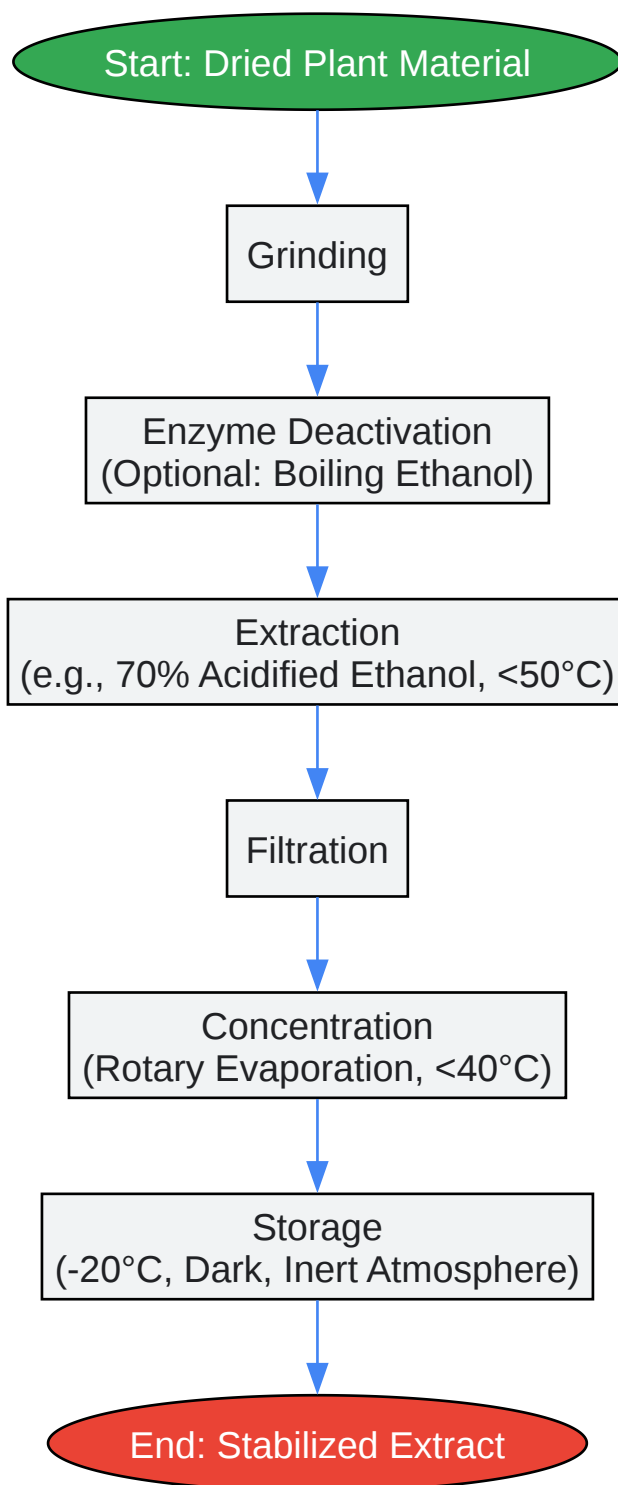 Start: Dried Plant Material
Grinding
Enzyme Deactivation
(Optional: Boiling Ethanol)
Extraction
(e.g., 70% Acidified Ethanol, <50°C)
Filtration
Concentration
(Rotary Evaporation, <40°C)
Storage
(-20°C, Dark, Inert Atmosphere)
End: Stabilized Extract